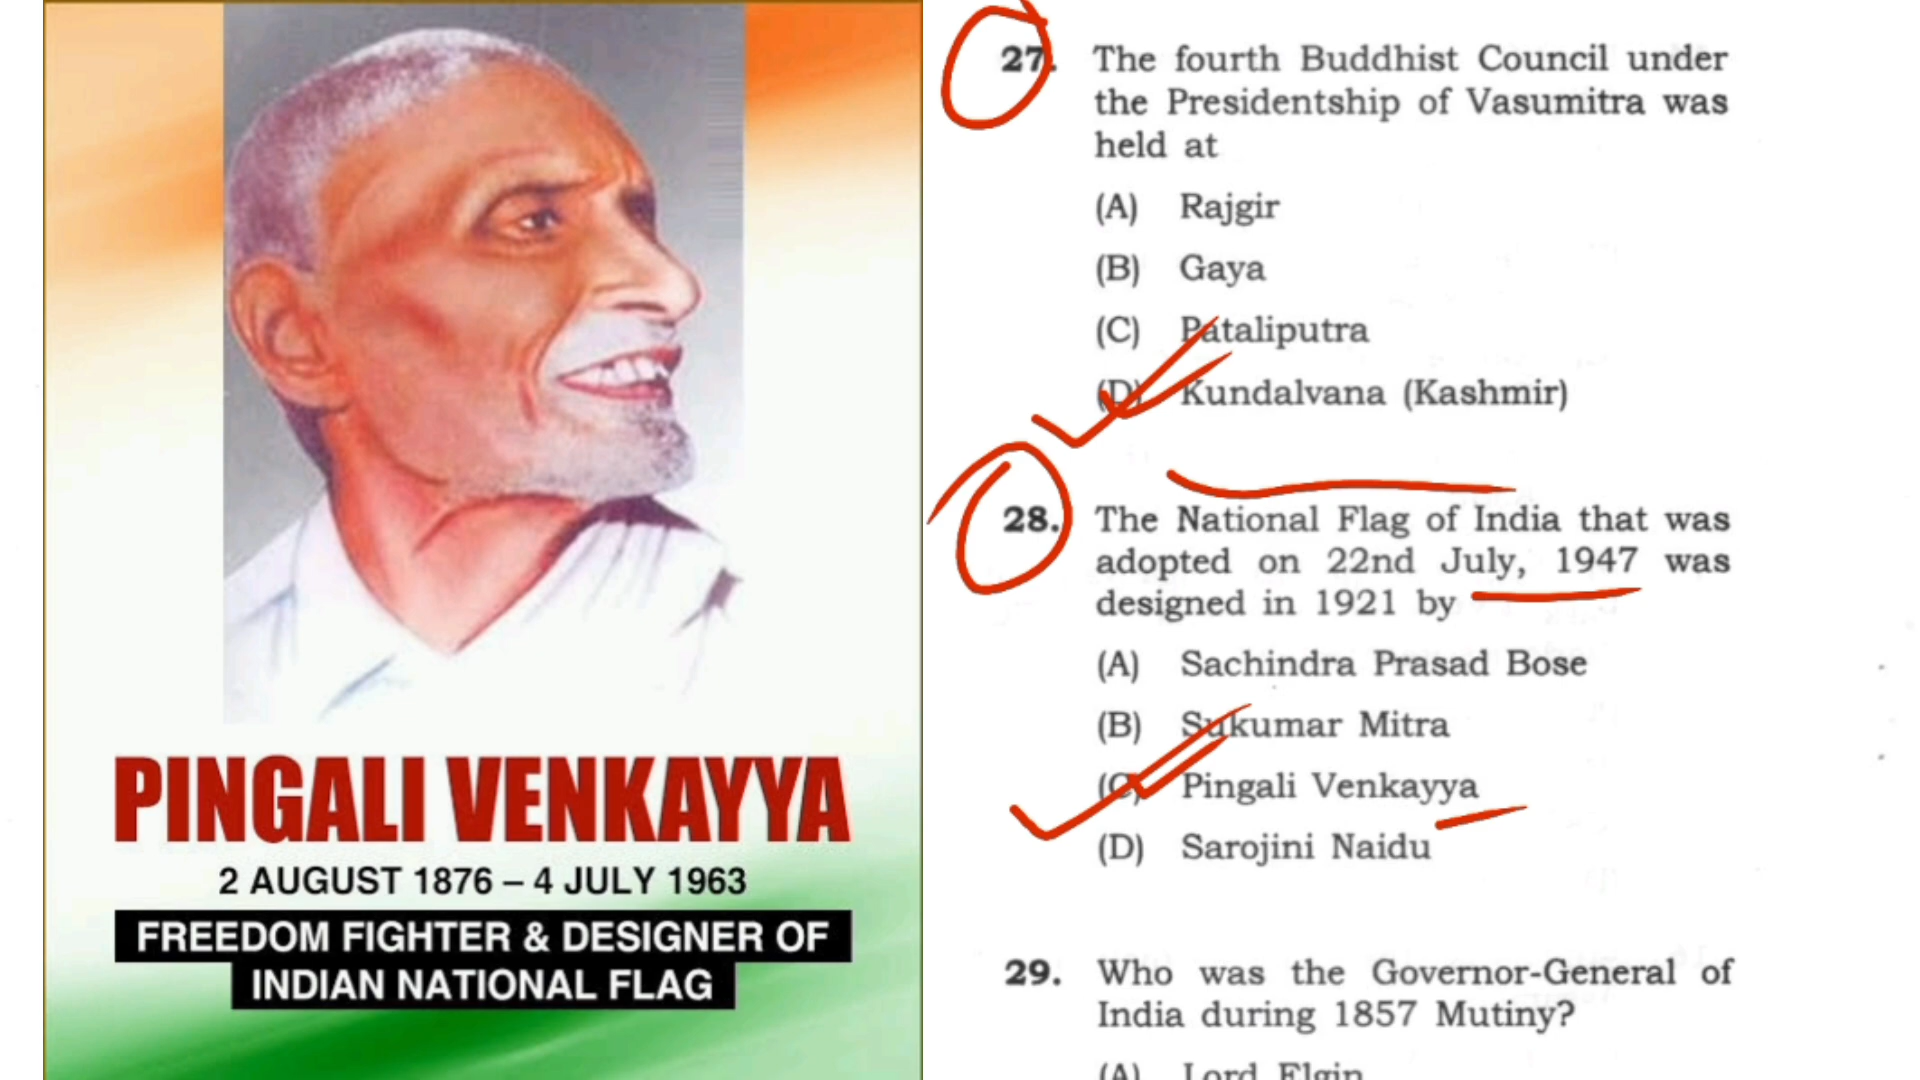 PINGALI VENKAYYA
2 AUGUST 1876 – 4 JULY 1963
FREEDOM FIGHTER & DESIGNER OF
INDIAN NATIONAL FLAG
27. The fourth Buddhist Council under
the Presidentship of Vasumitra was
held at
(A) Rajgir
(B) Gaya
(C) Pataliputra
(D) Kundalvana (Kashmir)
28. The National Flag of India that was
adopted on 22nd July, 1947 was
designed in 1921 by
(A) Sachindra Prasad Bose
(B) Sukumar Mitra
(C) Pingali Venkayya
(D) Sarojini Naidu
29. Who was the Governor-General of
India during 1857 Mutiny?
(A) Lord Elgin